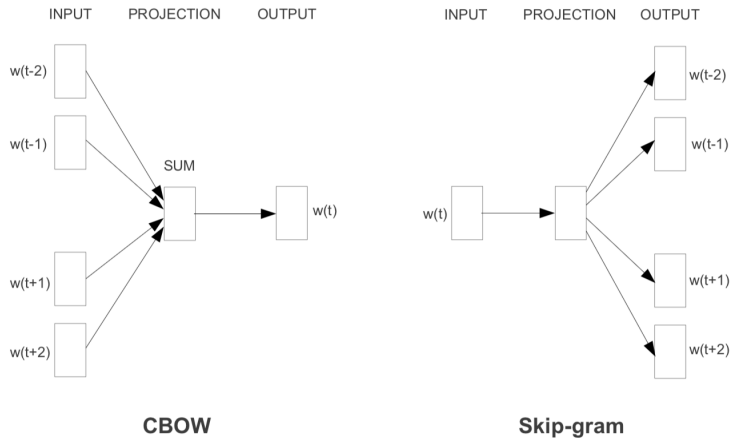 INPUT PROJECTION OUTPUT
w(t-2)
w(t-1)
SUM
w(t)
w(t+1)
w(t+2)
CBOW
INPUT PROJECTION OUTPUT
w(t-2)
w(t-1)
w(t)
w(t+1)
w(t+2)
Skip-gram